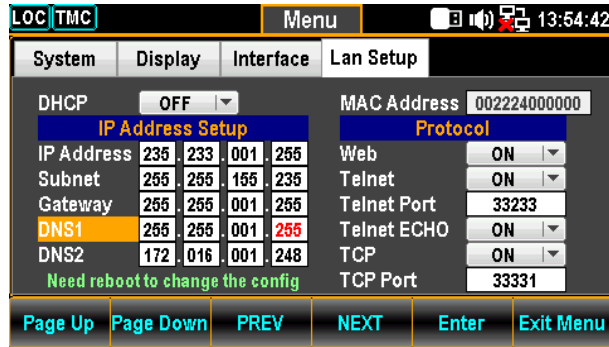 LOC TMC Menu 13:54:42
System Display Interface Lan Setup
DHCP OFF MAC Address 002224000000
IP Address Setup Protocol
IP Address 235 . 233 . 001 . 255 Web ON
Subnet 255 . 255 . 155 . 235 Telnet ON
Gateway 255 . 255 . 001 . 255 Telnet Port 33233
DNS1 255 . 255 . 001 . 255 Telnet ECHO ON
DNS2 172 . 016 . 001 . 248 TCP ON
Need reboot to change the config TCP Port 33331
Page Up Page Down PREV NEXT Enter Exit Menu